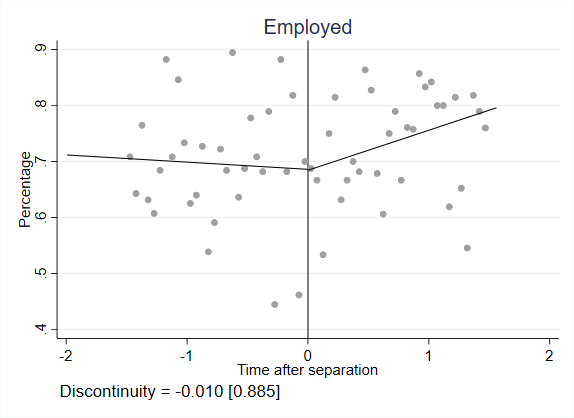 Employed
Percentage
.9
.8
.7
.6
.5
.4
-2 -1 0 1 2
Time after separation
Discontinuity = -0.010 [0.885]